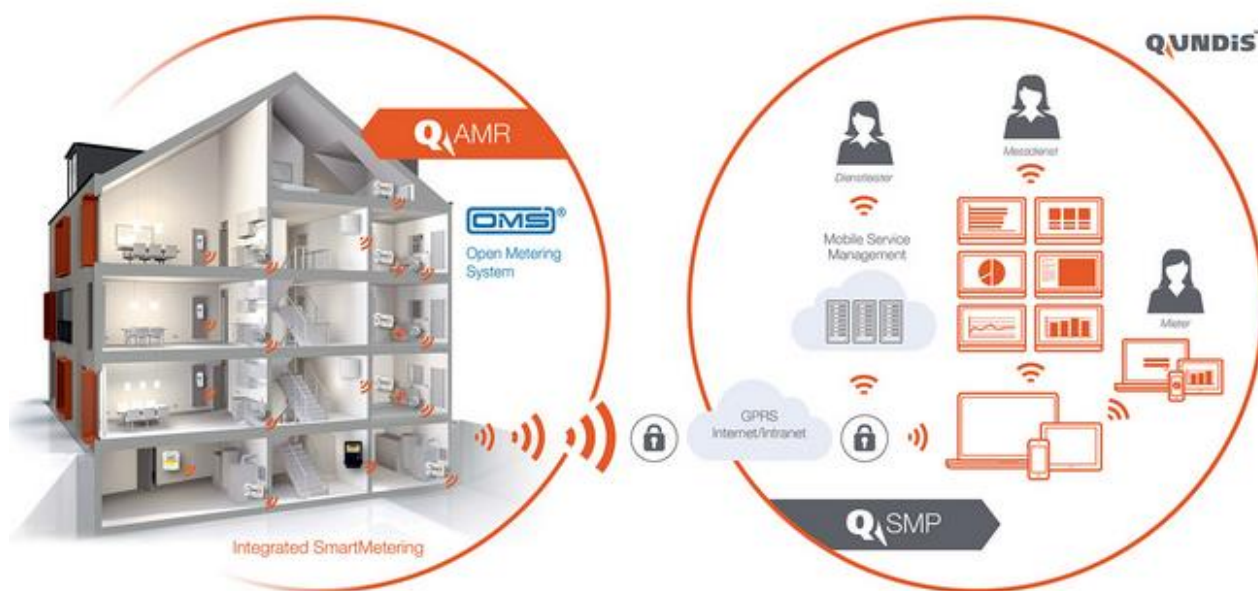 QUNDIS
Q AMR
OMS®
Open Metering
System
Integrated SmartMetering
Dienstleister
Messdienst
Mobile Service
Management
Mieter
GPRS
Internet/Intranet
Q SMP